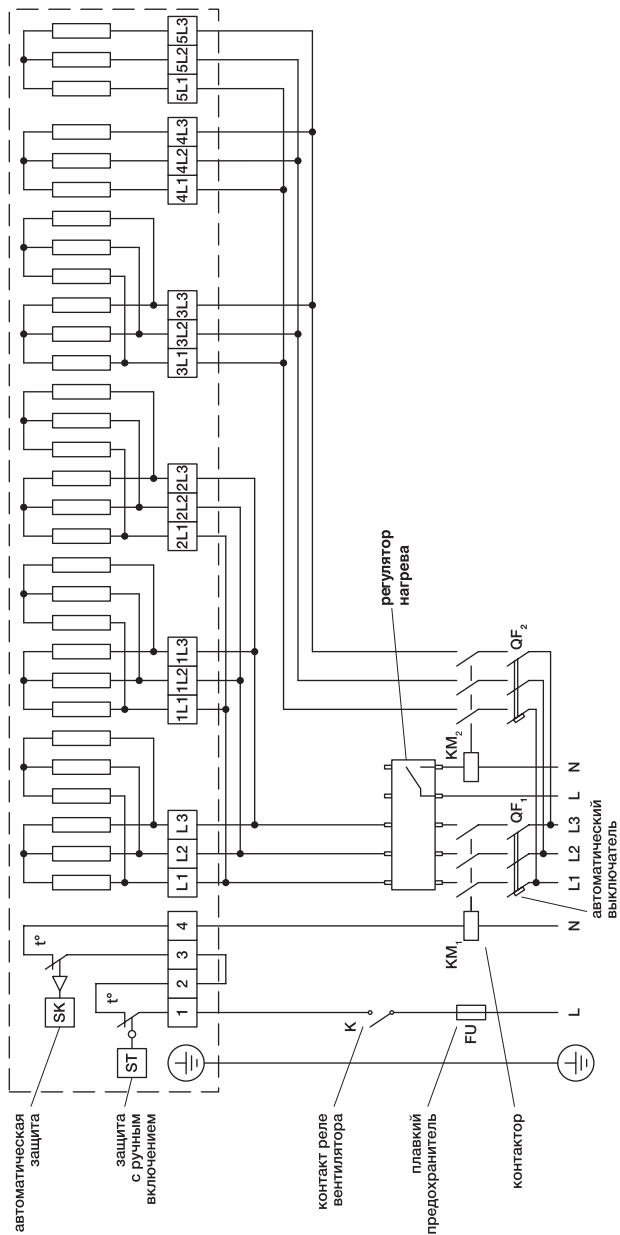 автоматическая
защита
SK
t°
защита
с ручным
включением
ST
t°
1
2
3
4
L1
L2
L3
1L1
1L2
1L3
2L1
2L2
2L3
3L1
3L2
3L3
4L1
4L2
4L3
5L1
5L2
5L3
контакт реле
вентилятора
K
регулятор
нагрева
плавкий
предохранитель
FU
KM1
KM2
контактор
QF1
QF2
L
N
L1
L2
L3
L
N
автоматический
выключатель